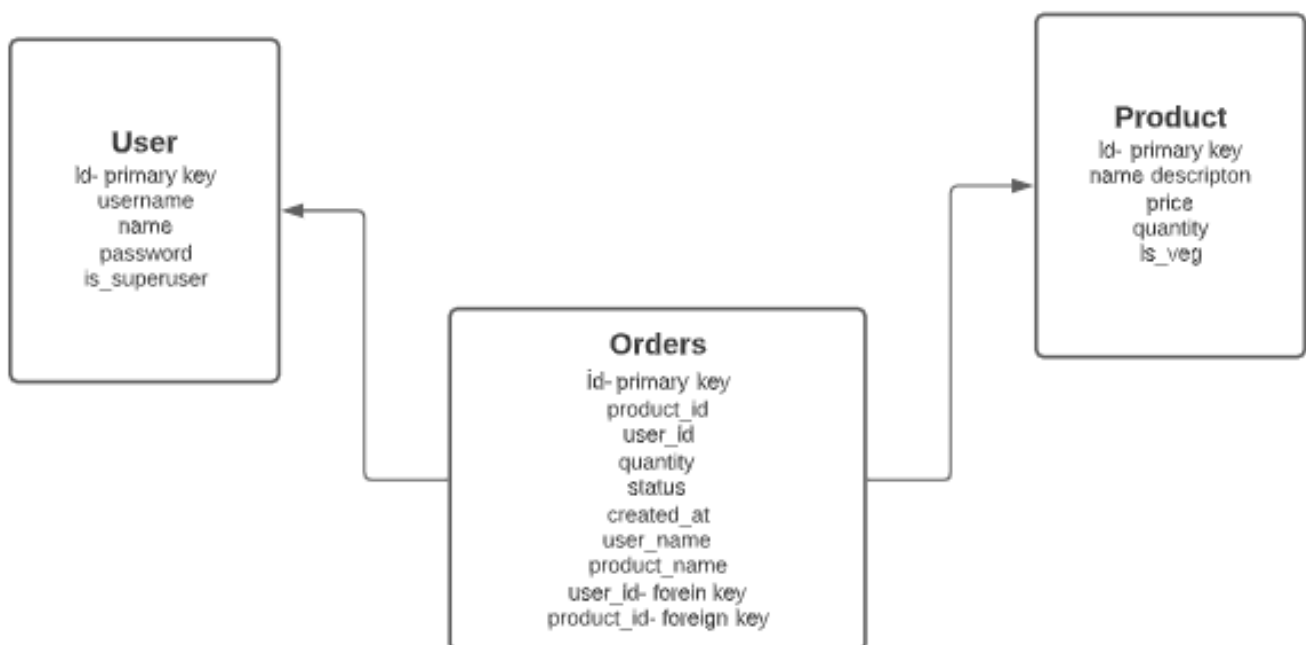 User
id- primary key
username
name
password
is_superuser
Product
id- primary key
name descripton
price
quantity
is_veg
Orders
id- primary key
product_id
user_id
quantity
status
created_at
user_name
product_name
user_id- forein key
product_id- foreign key